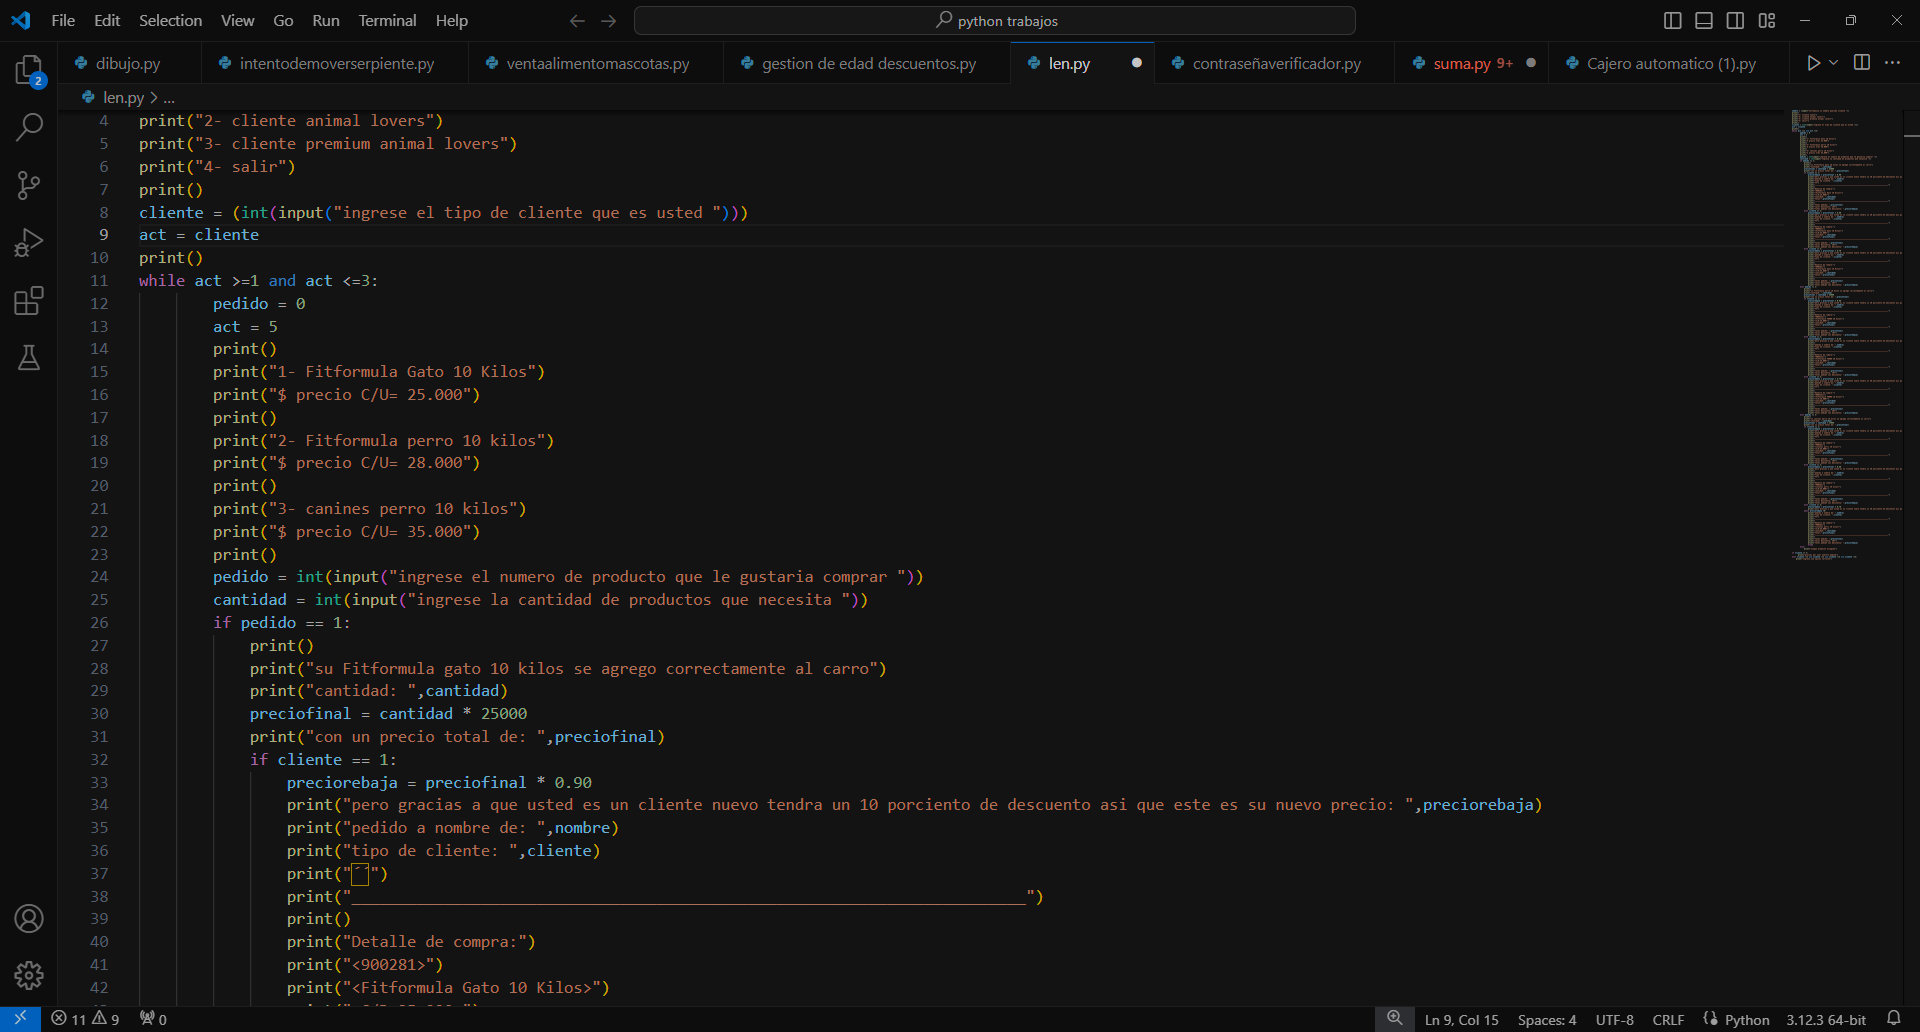 File Edit Selection View Go Run Terminal Help
python trabajos
dibujo.py intentodemoverserpiente.py ventaalimentomascotas.py gestion de edad descuentos.py len.py contraseñaverificador.py suma.py 9+ Cajero automatico (1).py
2
len.py > ...
4 print("2- cliente animal lovers")
5 print("3- cliente premium animal lovers")
6 print("4- salir")
7 print()
8 cliente = (int(input("ingrese el tipo de cliente que es usted ")))
9 act = cliente
10 print()
11 while act >=1 and act <=3:
12 pedido = 0
13 act = 5
14 print()
15 print("1- Fitformula Gato 10 Kilos")
16 print("$ precio C/U= 25.000")
17 print()
18 print("2- Fitformula perro 10 kilos")
19 print("$ precio C/U= 28.000")
20 print()
21 print("3- canines perro 10 kilos")
22 print("$ precio C/U= 35.000")
23 print()
24 pedido = int(input("ingrese el numero de producto que le gustaria comprar "))
25 cantidad = int(input("ingrese la cantidad de productos que necesita "))
26 if pedido == 1:
27 print()
28 print("su Fitformula gato 10 kilos se agrego correctamente al carro")
29 print("cantidad: ",cantidad)
30 preciofinal = cantidad * 25000
31 print("con un precio total de: ",preciofinal)
32 if cliente == 1:
33 preciorebaja = preciofinal * 0.90
34 print("pero gracias a que usted es un cliente nuevo tendra un 10 porciento de descuento asi que este es su nuevo precio: ",preciorebaja)
35 print("pedido a nombre de: ",nombre)
36 print("tipo de cliente: ",cliente)
37 print("´´")
38 print("_________________________________________________________________________")
39 print()
40 print("Detalle de compra:")
41 print("<900281>")
42 print("<Fitformula Gato 10 Kilos>")
11 9 0
Ln 9, Col 15 Spaces: 4 UTF-8 CRLF Python 3.12.3 64-bit